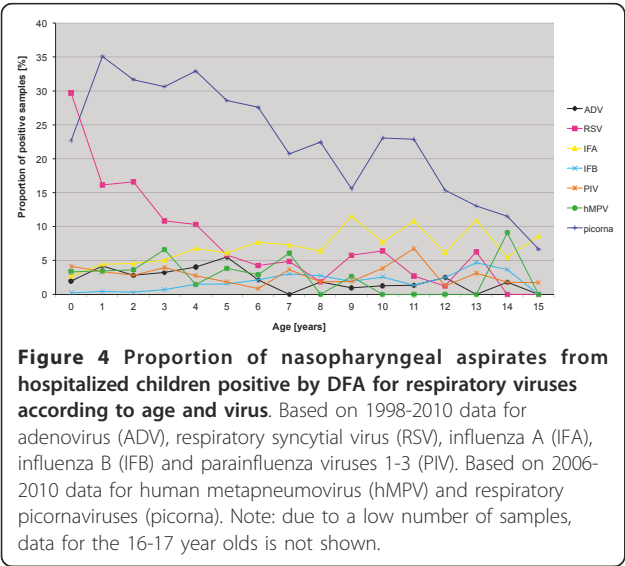 40
35
30
25
20
15
10
5
0
Proportion of positive samples [%]
0 1 2 3 4 5 6 7 8 9 10 11 12 13 14 15
Age [years]
ADV
RSV
IFA
IFB
PIV
hMPV
picorna
Figure 4 Proportion of nasopharyngeal aspirates from
hospitalized children positive by DFA for respiratory viruses
according to age and virus. Based on 1998-2010 data for
adenovirus (ADV), respiratory syncytial virus (RSV), influenza A (IFA),
influenza B (IFB) and parainfluenza viruses 1-3 (PIV). Based on 2006-
2010 data for human metapneumovirus (hMPV) and respiratory
picornaviruses (picorna). Note: due to a low number of samples,
data for the 16-17 year olds is not shown.